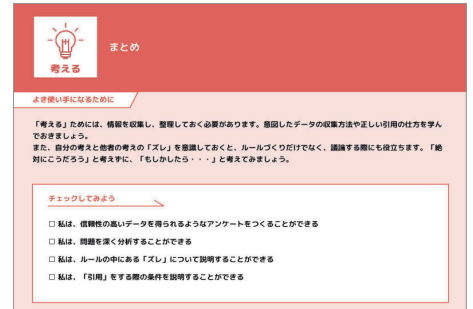 考える
まとめ
よき使い手になるために
「考える」ためには、情報を収集し、整理しておく必要があります。意図したデータの収集方法や正しい引用の仕方を学ん
でおきましょう。
また、自分の考えと他者の考えの「ズレ」を意識しておくと、ルールづくりだけでなく、議論する際にも役立ちます。「絶
対にこうだろう」と考えずに、「もしかしたら・・・」と考えてみましょう。
チェックしてみよう
□ 私は、信頼性の高いデータを得られるようなアンケートをつくることができる
□ 私は、問題を深く分析することができる
□ 私は、ルールの中にある「ズレ」について説明することができる
□ 私は、「引用」をする際の条件を説明することができる